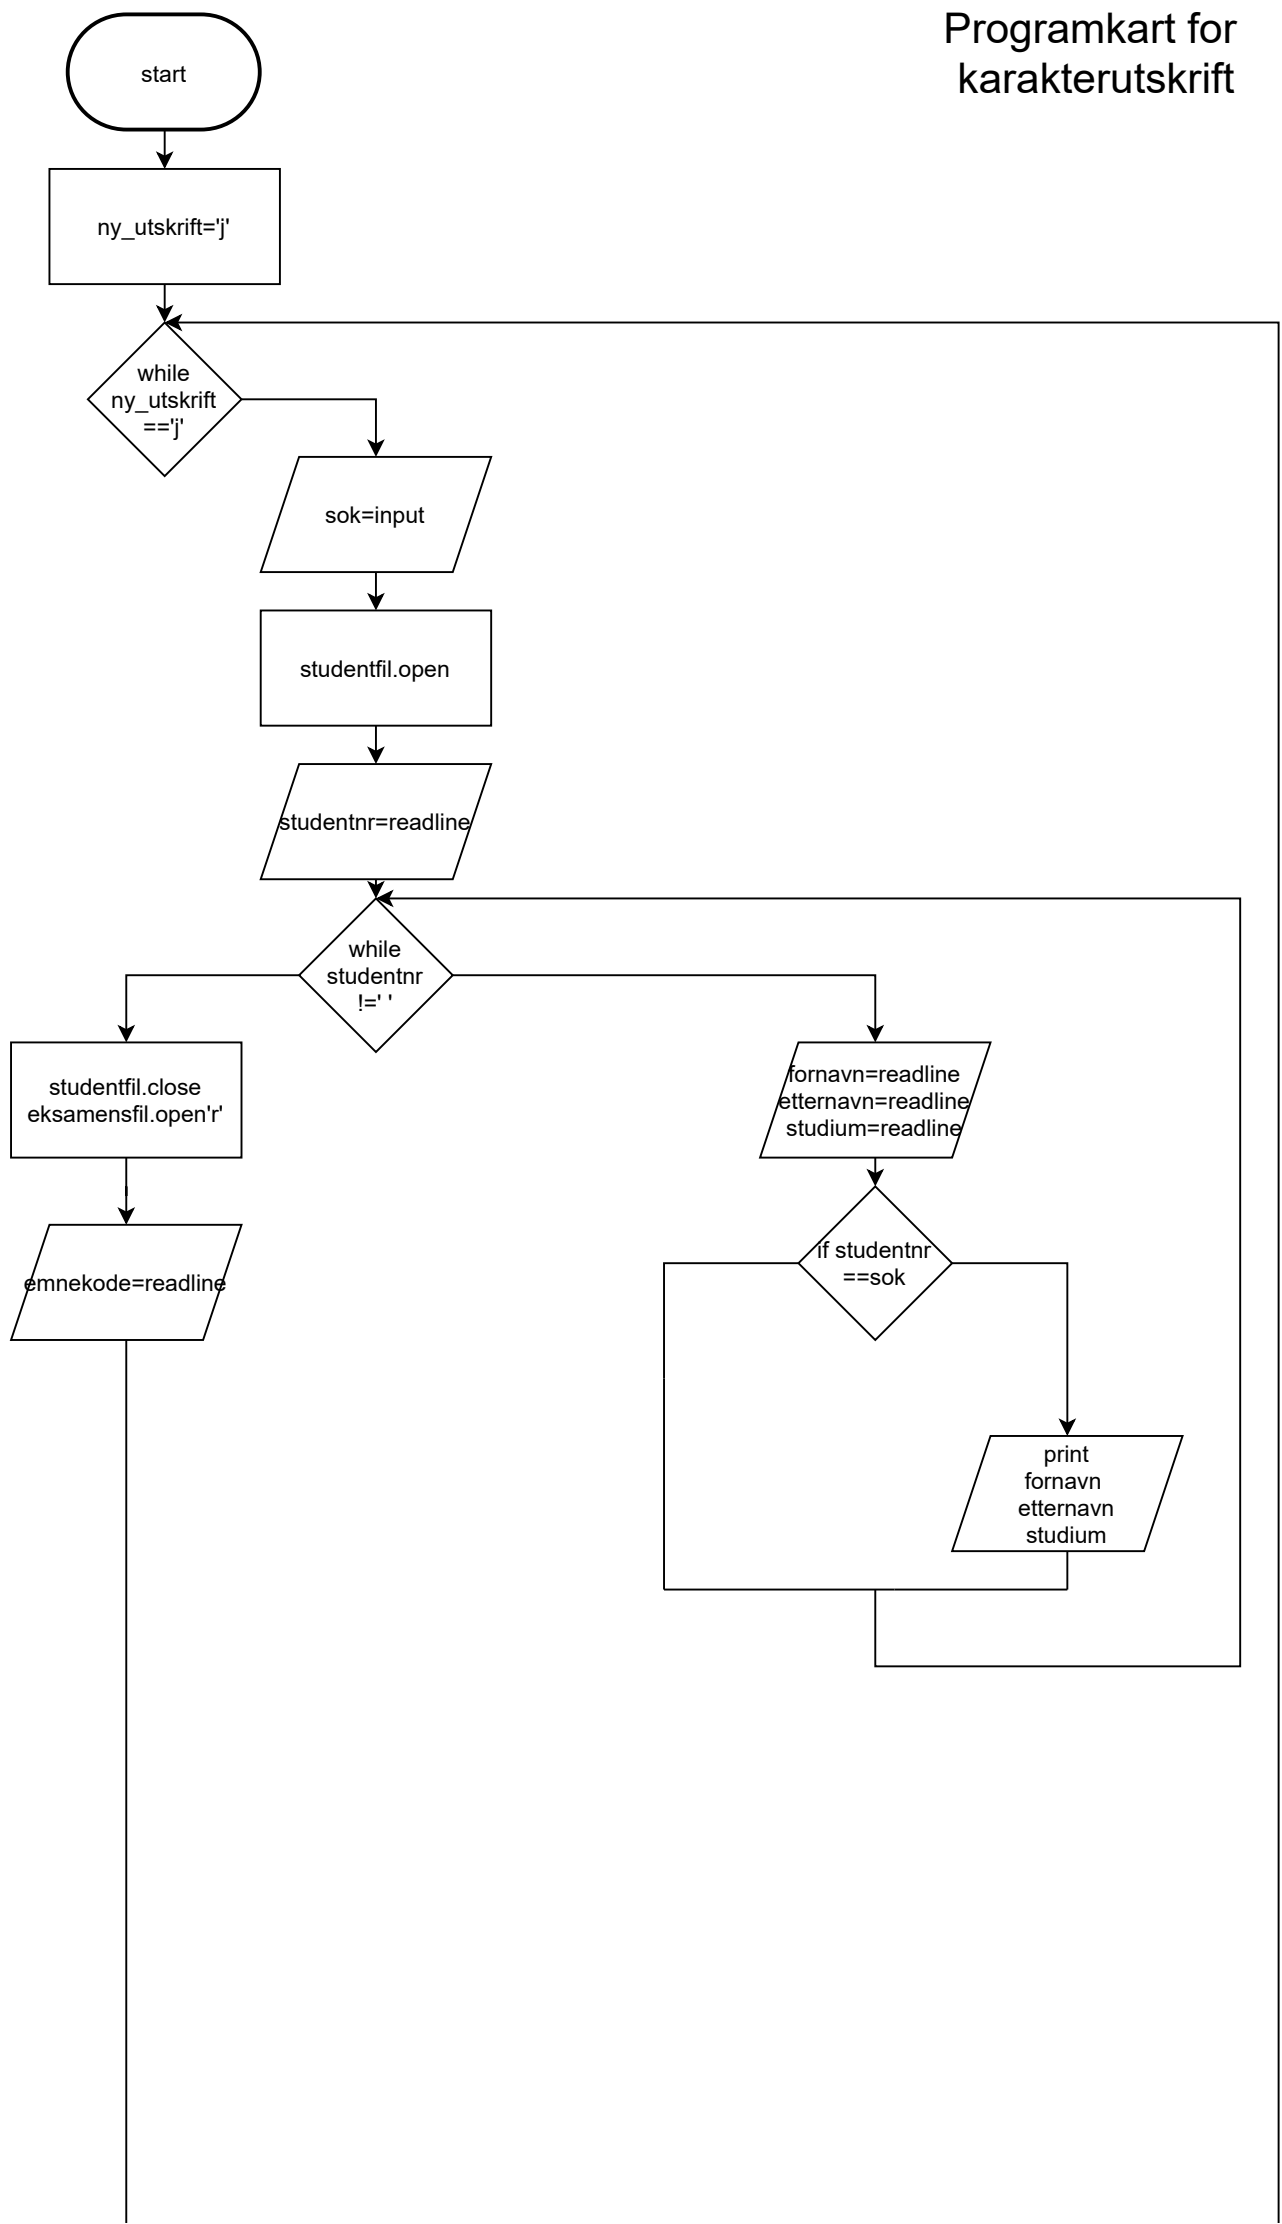 Programkart for
karakterutskrift
start
ny_utskrift='j'
while
ny_utskrift
=='j'
sok=input
studentfil.open
studentnr=readline
while
studentnr
!=' '
studentfil.close
eksamensfil.open'r'
emnekode=readline
fornavn=readline
etternavn=readline
studium=readline
if studentnr
==sok
print
fornavn
etternavn
studium